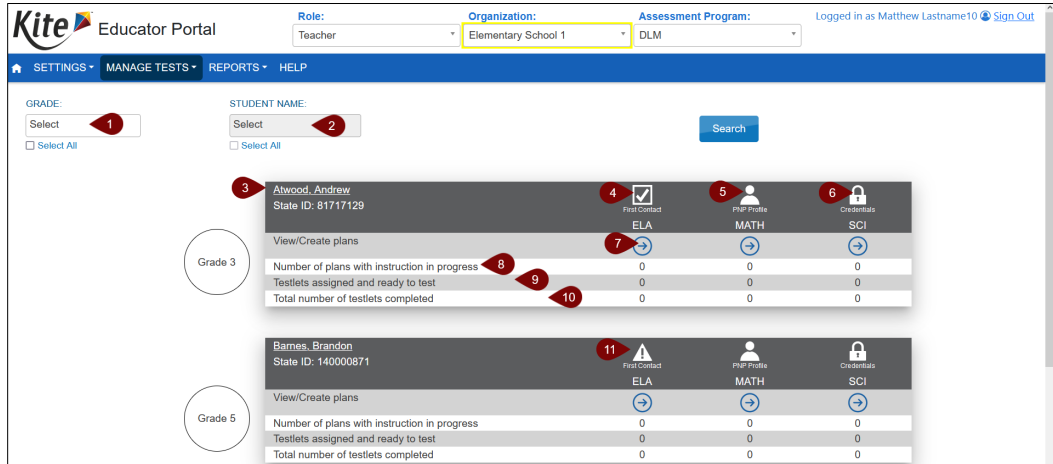 Kite Educator Portal
Role: Organization: Assessment Program: Logged in as Matthew Lastname10 Sign Out
Teacher Elementary School 1 DLM
SETTINGS MANAGE TESTS REPORTS HELP
GRADE: STUDENT NAME:
Select 1 Select 2 Search
Select All Select All
3 Atwood, Andrew 4 5 6
State ID: 81717129 First Contact PNP Profile Credentials
ELA MATH SCI
Grade 3
View/Create plans 7
Number of plans with instruction in progress 8 0 0 0
Testlets assigned and ready to test 9 0 0 0
Total number of testlets completed 10 0 0 0
Barnes, Brandon 11
State ID: 140000871 First Contact PNP Profile Credentials
ELA MATH SCI
Grade 5
View/Create plans
Number of plans with instruction in progress 0 0 0
Testlets assigned and ready to test 0 0 0
Total number of testlets completed 0 0 0